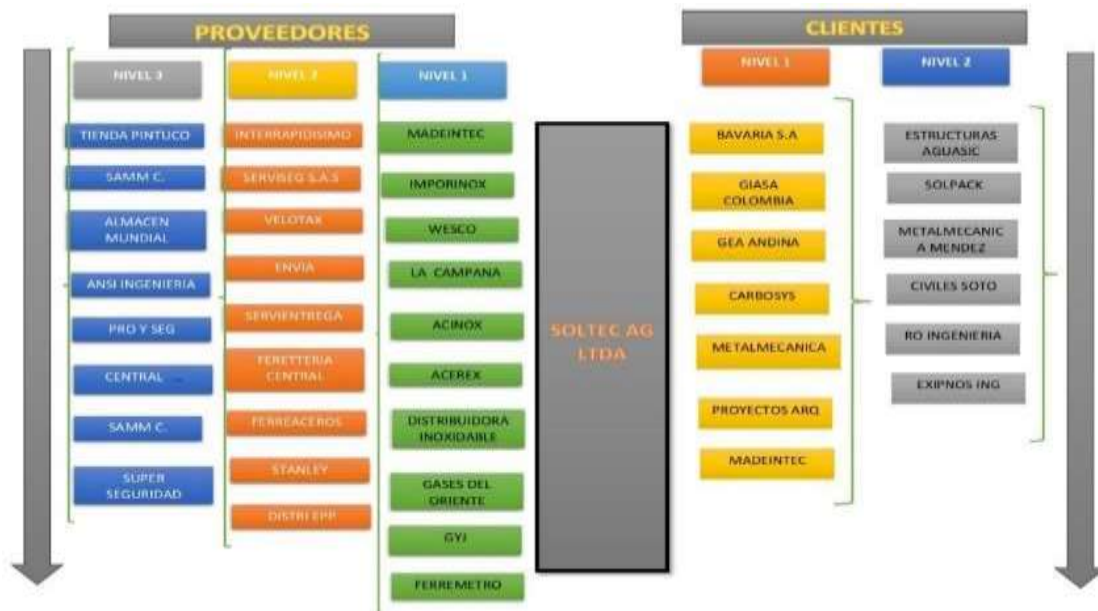 PROVEEDORES
NIVEL 3
TIENDA PINTUCO
SAMM C.
ALMACEN
MUNDIAL
ANSI INGENIERIA
PRO Y SEG
CENTRAL ...
SAMM C.
SUPER
SEGURIDAD
NIVEL 2
INTERRAPIDISIMO
SERVISEG S.A.S
VELOTAX
ENVIA
SERVIENTREGA
FERETTERIA
CENTRAL
FERREACEROS
STANLEY
DISTRI EPP
NIVEL 1
MADEINTEC
IMPORINOX
WESCO
LA CAMPANA
ACINOX
ACEREX
DISTRIBUIDORA
INOXIDABLE
GASES DEL
ORIENTE
GYJ
FERREMETRO
SOLTEC AG
LTDA
CLIENTES
NIVEL 1
BAVARIA S.A
GIASA
COLOMBIA
GEA ANDINA
CARBOSYS
METALMECANICA
PROYECTOS ARQ
MADEINTEC
NIVEL 2
ESTRUCTURAS
AGUASIC
SOLPACK
METALMECANIC
A MENDEZ
CIVILES SOTO
RO INGENIERIA
EXIPNOS ING